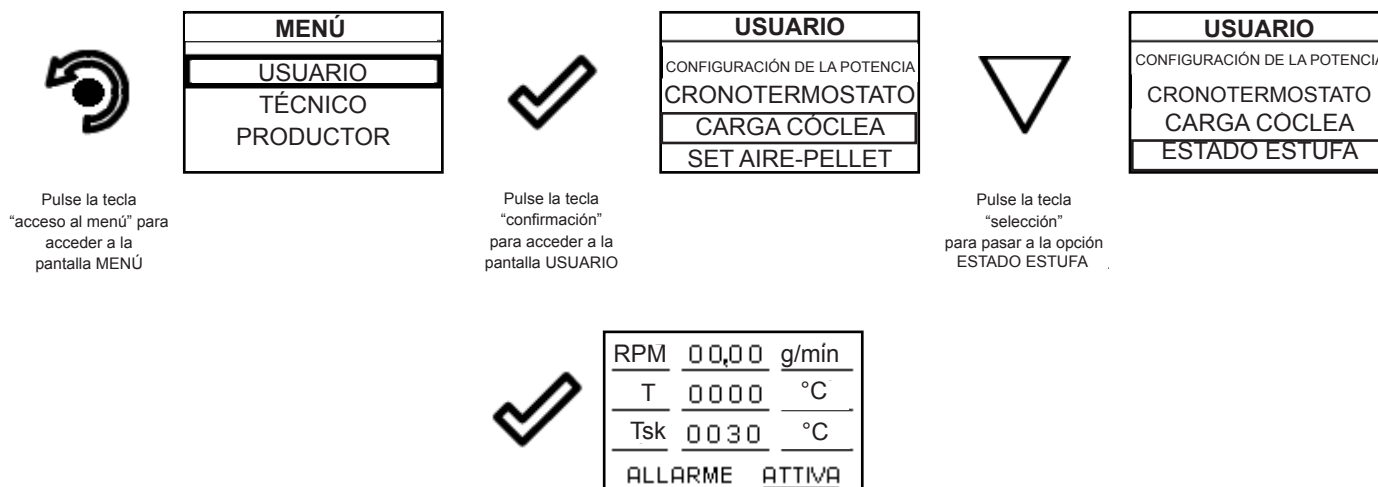 MENÚ
USUARIO
TÉCNICO
PRODUCTOR
Pulse la tecla
“acceso al menú” para
acceder a la
pantalla MENÚ
USUARIO
CONFIGURACIÓN DE LA POTENCIA
CRONOTERMOSTATO
CARGA CÓCLEA
SET AIRE-PELLET
Pulse la tecla
“confirmación”
para acceder a la
pantalla USUARIO
USUARIO
CONFIGURACIÓN DE LA POTENCIA
CRONOTERMOSTATO
CARGA CÓCLEA
ESTADO ESTUFA
Pulse la tecla
“selección”
para pasar a la opción
ESTADO ESTUFA
RPM 00,00 g/mín
T 0000 °C
Tsk 0030 °C
ALLARME ATTIVA